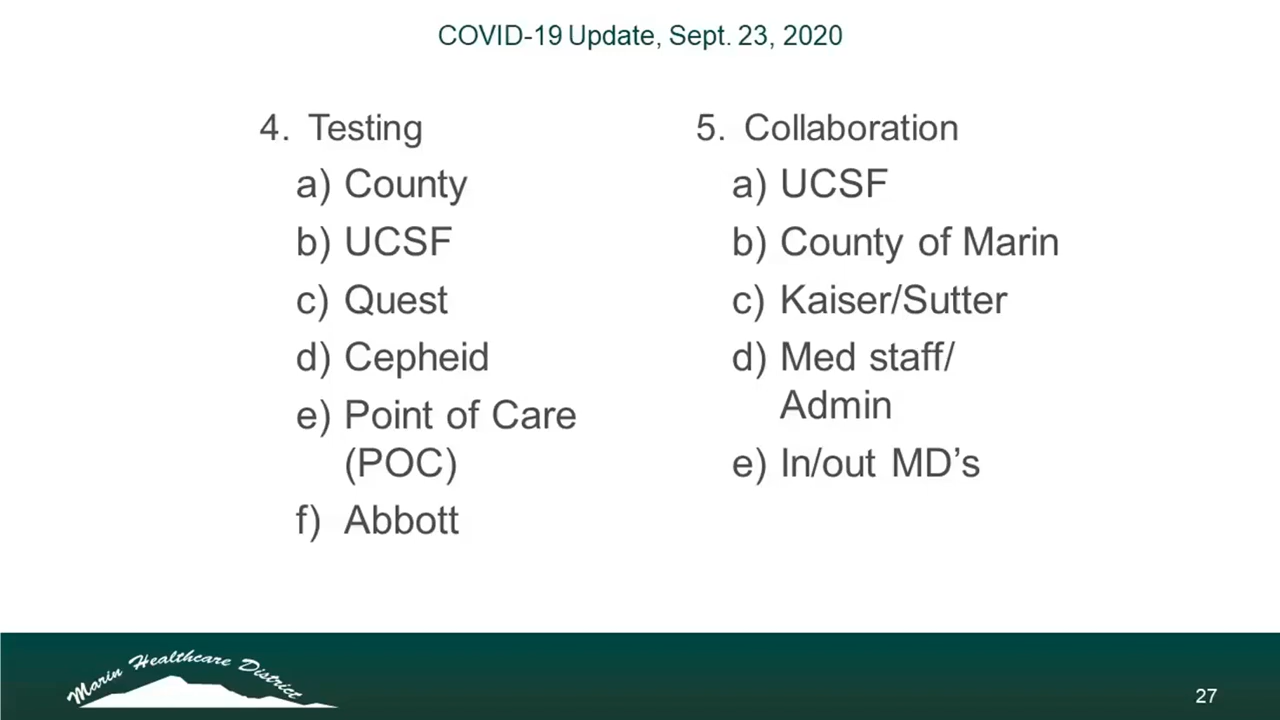 COVID-19 Update, Sept. 23, 2020
4. Testing
a) County
b) UCSF
c) Quest
d) Cepheid
e) Point of Care
(POC)
f) Abbott
5. Collaboration
a) UCSF
b) County of Marin
c) Kaiser/Sutter
d) Med staff/
Admin
e) In/out MD’s
Marin Healthcare District
27